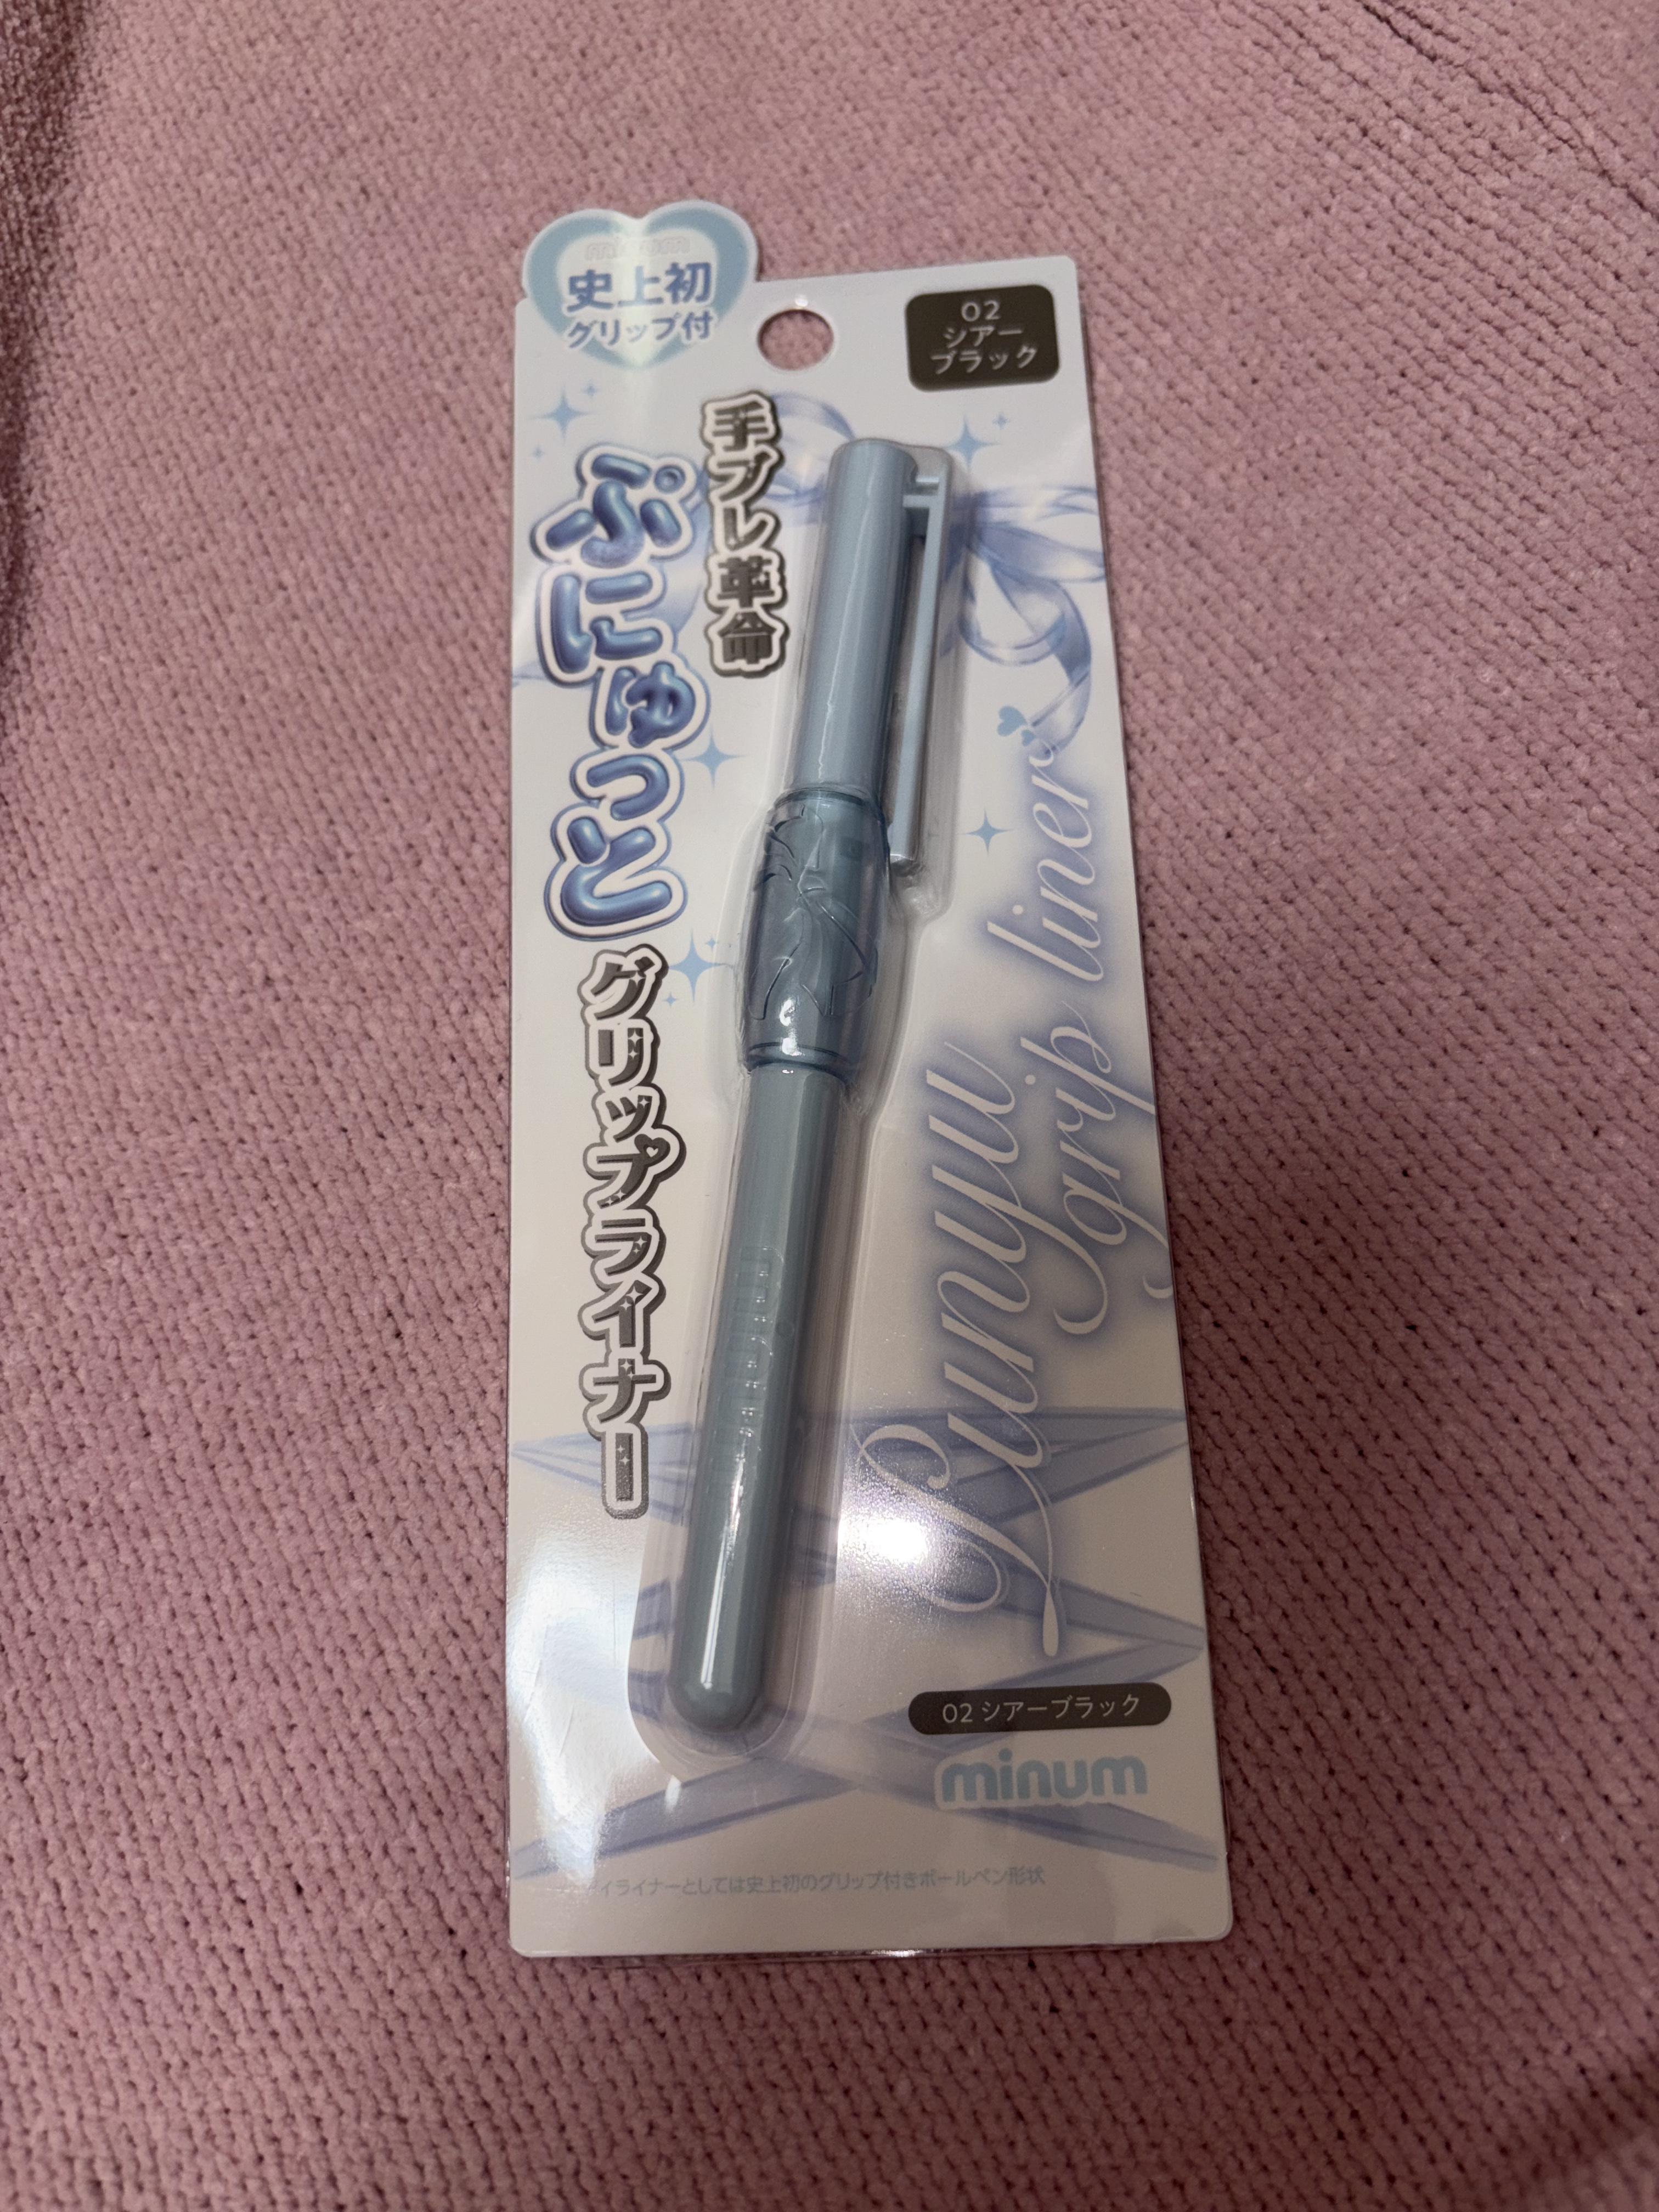 minum
史上初
グリップ付
02
シアー
ブラック
手ブレ革命
ぷにゅっと
グリップライナー
Punyu
grip liner
02 シアーブラック
minum
イライナーとしては史上初のグリップ付きボールペン形状